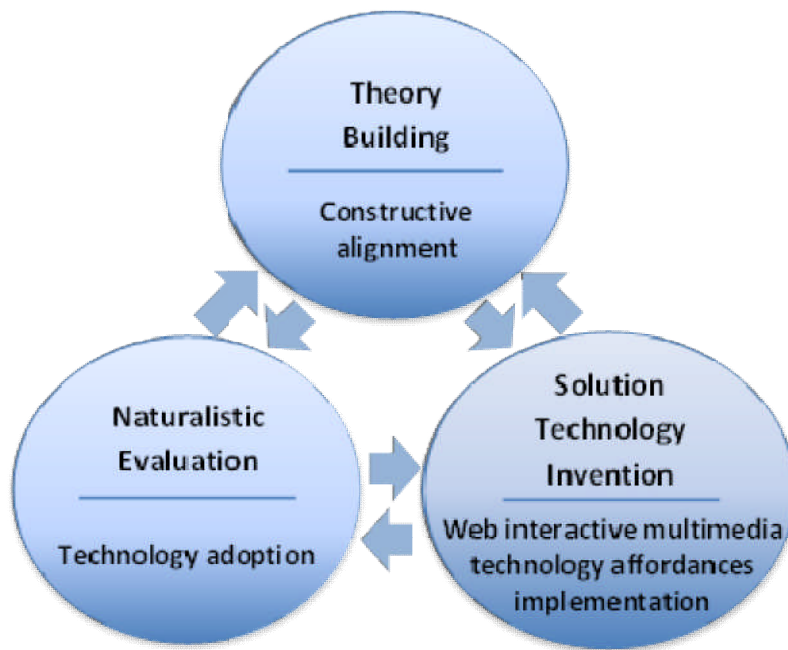 Theory
Building
Constructive
alignment
Naturalistic
Evaluation
Technology adoption
Solution
Technology
Invention
Web interactive multimedia
technology affordances
implementation